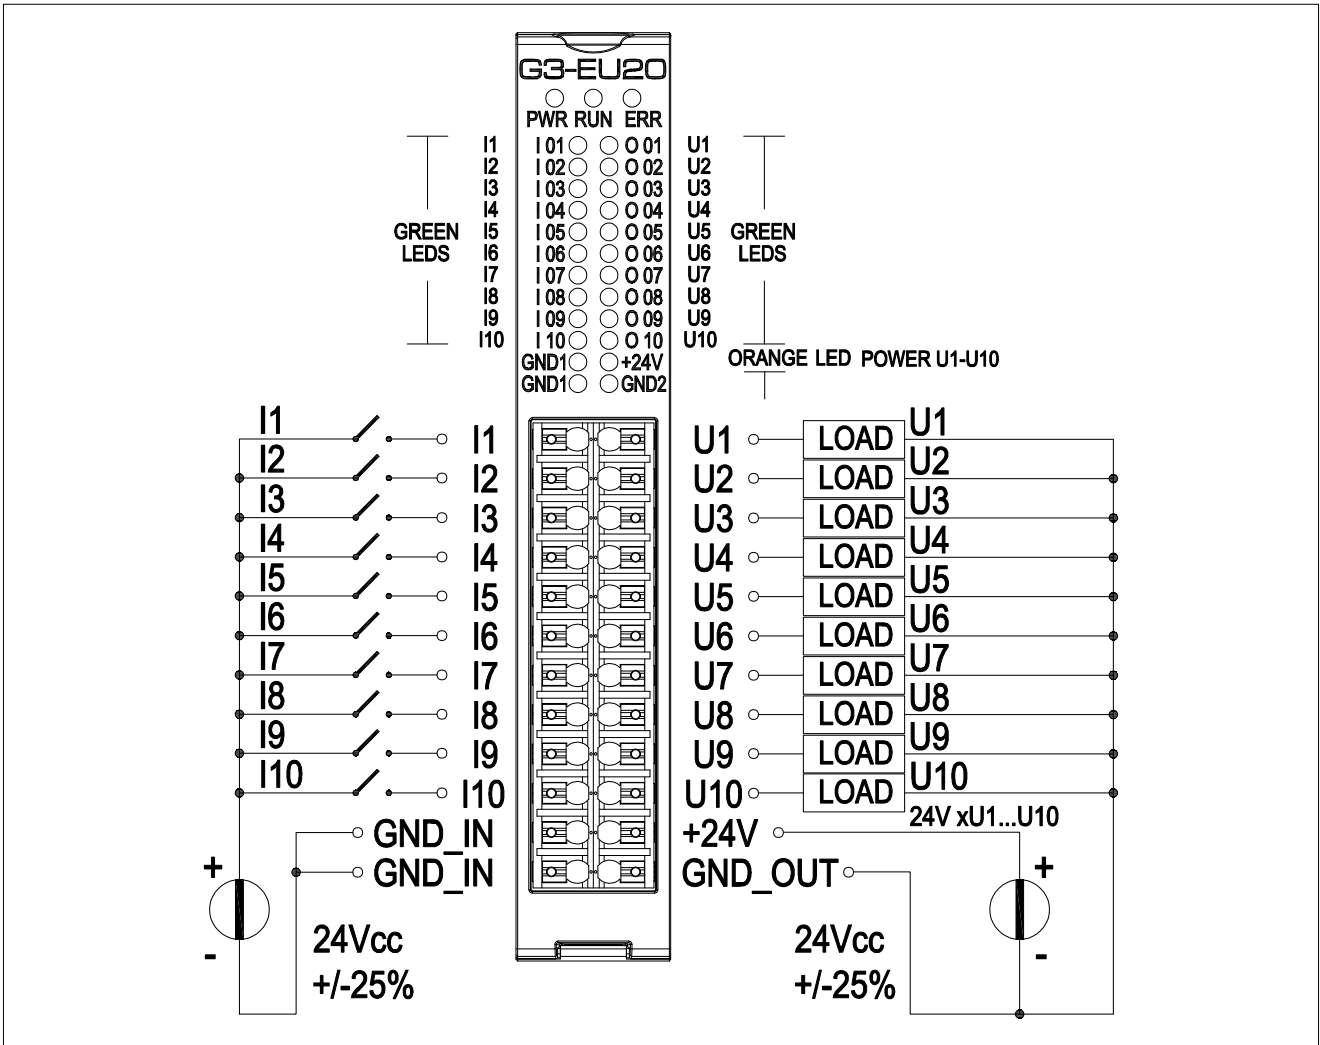 G3-EU20
PWR RUN ERR
I1 I 01 O 01 U1
I2 I 02 O 02 U2
I3 I 03 O 03 U3
I4 I 04 O 04 U4
I5 I 05 O 05 U5
I6 I 06 O 06 U6
I7 I 07 O 07 U7
I8 I 08 O 08 U8
I9 I 09 O 09 U9
I10 I 10 O 10 U10
GREEN
LEDS
GREEN
LEDS
GND1 +24V
GND1 GND2
ORANGE LED POWER U1-U10
I1 I1 U1 LOAD U1
I2 I2 U2 LOAD U2
I3 I3 U3 LOAD U3
I4 I4 U4 LOAD U4
I5 I5 U5 LOAD U5
I6 I6 U6 LOAD U6
I7 I7 U7 LOAD U7
I8 I8 U8 LOAD U8
I9 I9 U9 LOAD U9
I10 I10 U10 LOAD U10
24V xU1...U10
GND_IN +24V
GND_IN GND_OUT
+ +
- -
24Vcc
+/-25%
24Vcc
+/-25%